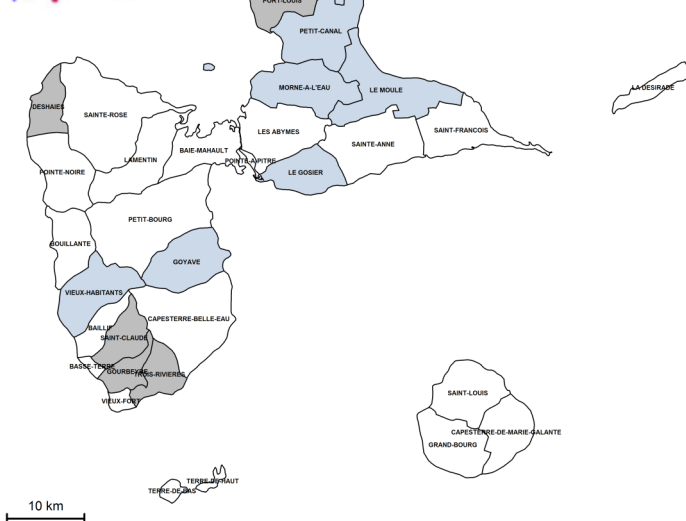 PORT-LOUIS
PETIT-CANAL
MORNE-A-L'EAU
LE MOULE
LA DESIRADE
DESHAIES
SAINTE-ROSE
LES ABYMES
SAINT-FRANCOIS
SAINTE-ANNE
BAIE-MAHAULT
LAMENTIN
POINTE-A-PITRE
POINTE-NOIRE
LE GOSIER
PETIT-BOURG
BOUILLANTE
GOYAVE
VIEUX-HABITANTS
CAPESTERRE-BELLE-EAU
BAILLIF
SAINT-CLAUDE
BASSE-TERRE
GOURBEYRE
TROIS-RIVIERES
VIEUX-FORT
SAINT-LOUIS
CAPESTERRE-DE-MARIE-GALANTE
GRAND-BOURG
TERRE-DE-HAUT
TERRE-DE-BAS
10 km